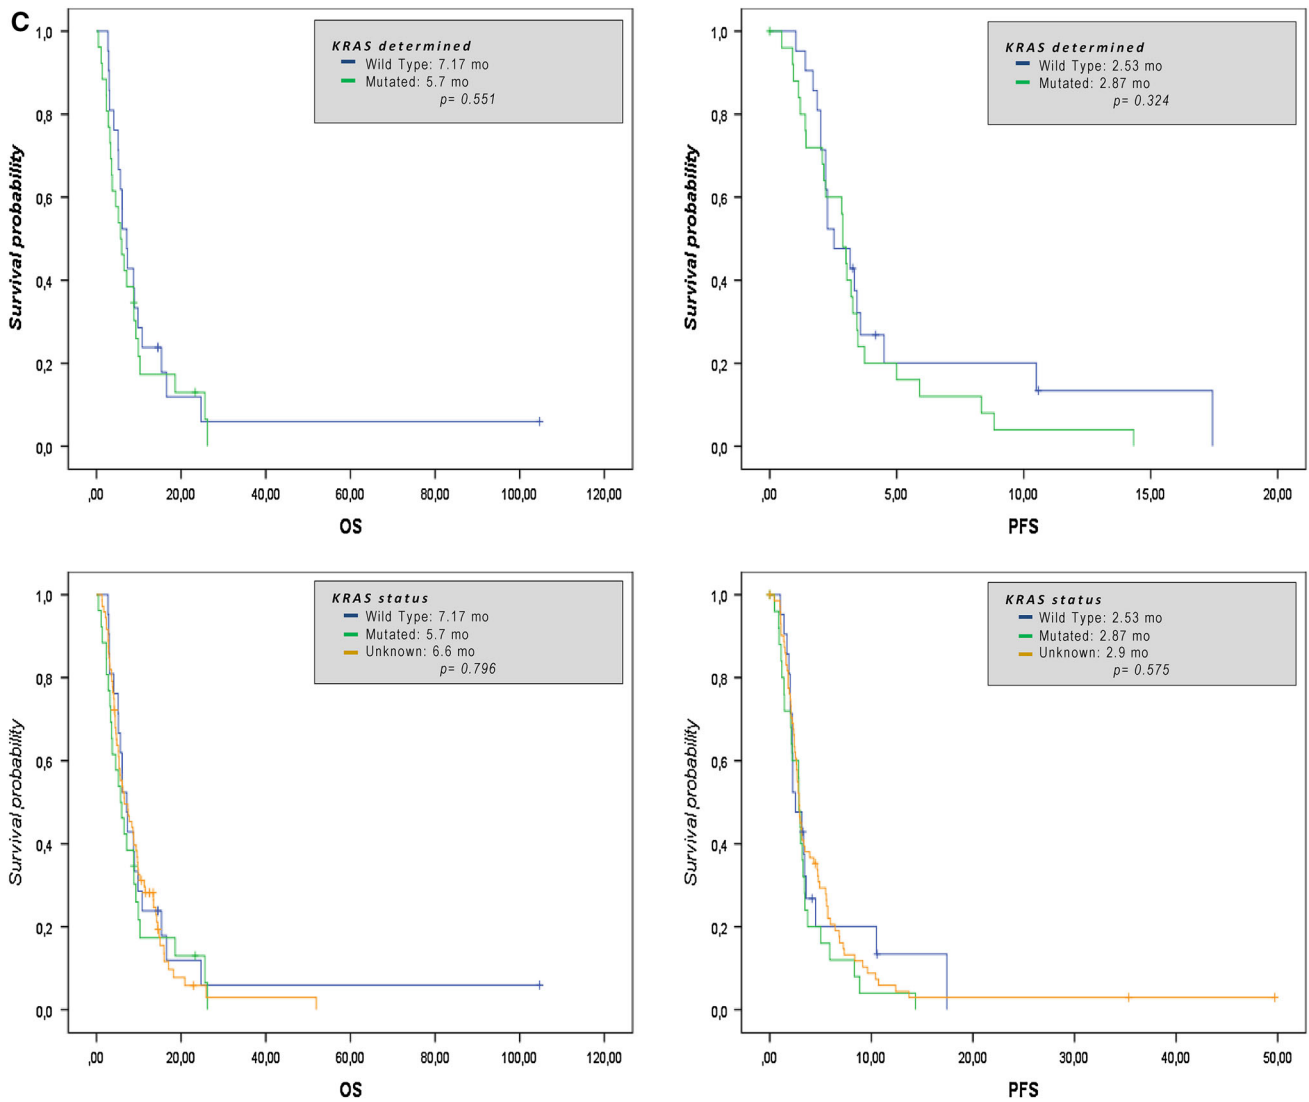 C
KRAS determined
Wild Type: 7.17 mo
Mutated: 5.7 mo
p= 0.551
Survival probability
1,0
0,8
0,6
0,4
0,2
0,0
,00
20,00
40,00
60,00
80,00
100,00
120,00
OS
KRAS determined
Wild Type: 2.53 mo
Mutated: 2.87 mo
p= 0.324
Survival probability
1,0
0,8
0,6
0,4
0,2
0,0
,00
5,00
10,00
15,00
20,00
PFS
KRAS status
Wild Type: 7.17 mo
Mutated: 5.7 mo
Unknown: 6.6 mo
p= 0.796
Survival probability
1,0
0,8
0,6
0,4
0,2
0,0
,00
20,00
40,00
60,00
80,00
100,00
120,00
OS
KRAS status
Wild Type: 2.53 mo
Mutated: 2.87 mo
Unknown: 2.9 mo
p= 0.575
Survival probability
1,0
0,8
0,6
0,4
0,2
0,0
,00
10,00
20,00
30,00
40,00
50,00
PFS